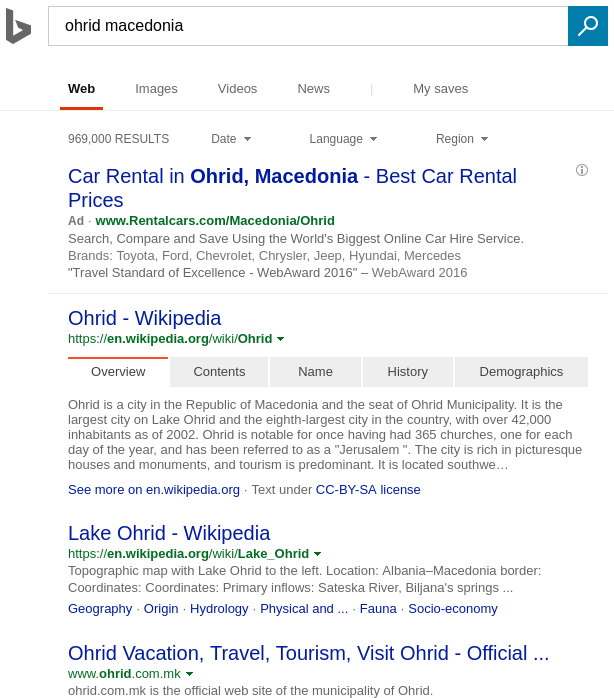 ohrid macedonia
Web Images Videos News | My saves
969,000 RESULTS Date Language Region
Car Rental in Ohrid, Macedonia - Best Car Rental
Prices
Ad · www.Rentalcars.com/Macedonia/Ohrid
Search, Compare and Save Using the World's Biggest Online Car Hire Service.
Brands: Toyota, Ford, Chevrolet, Chrysler, Jeep, Hyundai, Mercedes
"Travel Standard of Excellence - WebAward 2016" – WebAward 2016
Ohrid - Wikipedia
https://en.wikipedia.org/wiki/Ohrid
Overview Contents Name History Demographics
Ohrid is a city in the Republic of Macedonia and the seat of Ohrid Municipality. It is the
largest city on Lake Ohrid and the eighth-largest city in the country, with over 42,000
inhabitants as of 2002. Ohrid is notable for once having had 365 churches, one for each
day of the year, and has been referred to as a "Jerusalem ". The city is rich in picturesque
houses and monuments, and tourism is predominant. It is located southwe…
See more on en.wikipedia.org · Text under CC-BY-SA license
Lake Ohrid - Wikipedia
https://en.wikipedia.org/wiki/Lake_Ohrid
Topographic map with Lake Ohrid to the left. Location: Albania–Macedonia border:
Coordinates: Coordinates: Primary inflows: Sateska River, Biljana's springs ...
Geography · Origin · Hydrology · Physical and ... · Fauna · Socio-economy
Ohrid Vacation, Travel, Tourism, Visit Ohrid - Official ...
www.ohrid.com.mk
ohrid.com.mk is the official web site of the municipality of Ohrid.